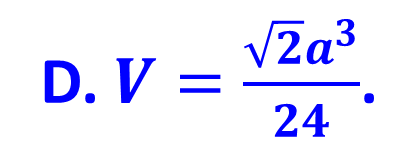 D. V = √2a³/24.